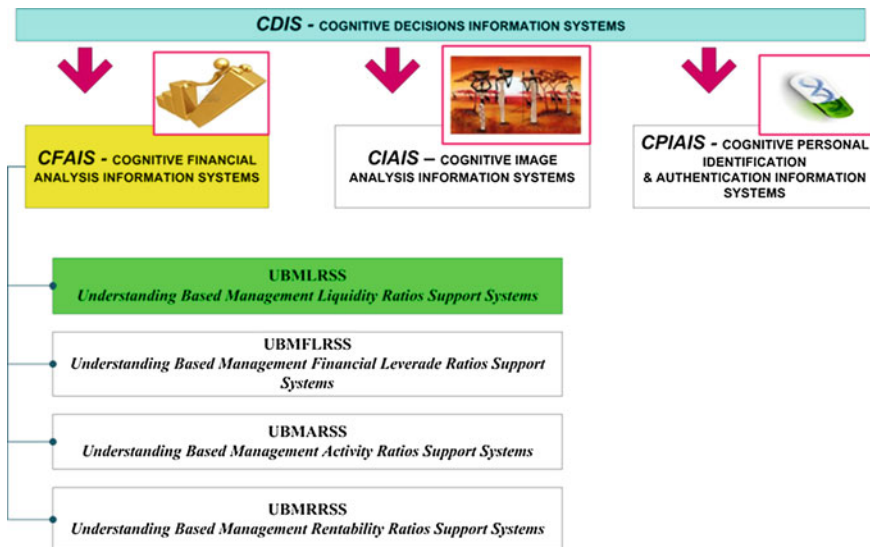 CDIS - COGNITIVE DECISIONS INFORMATION SYSTEMS
CFAIS - COGNITIVE FINANCIAL
ANALYSIS INFORMATION SYSTEMS
CIAIS – COGNITIVE IMAGE
ANALYSIS INFORMATION SYSTEMS
CPIAIS - COGNITIVE PERSONAL
IDENTIFICATION
& AUTHENTICATION INFORMATION
SYSTEMS
UBMLRSS
Understanding Based Management Liquidity Ratios Support Systems
UBMFLRSS
Understanding Based Management Financial Leverade Ratios Support
Systems
UBMARSS
Understanding Based Management Activity Ratios Support Systems
UBMRRSS
Understanding Based Management Rentability Ratios Support Systems